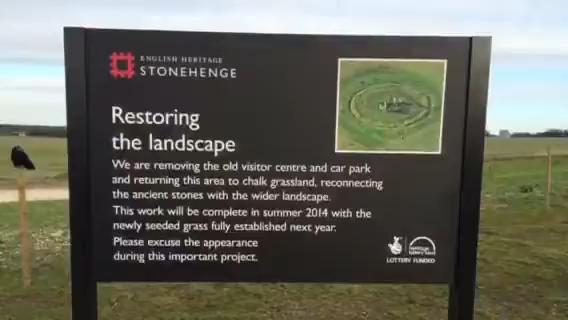 ENGLISH HERITAGE
STONEHENGE
Restoring
the landscape
We are removing the old visitor centre and car park
and returning this area to chalk grassland, reconnecting
the ancient stones with the wider landscape.
This work will be complete in summer 2014 with the
newly seeded grass fully established next year.
Please excuse the appearance
during this important project.
heritage
lottery fund
LOTTERY FUNDED